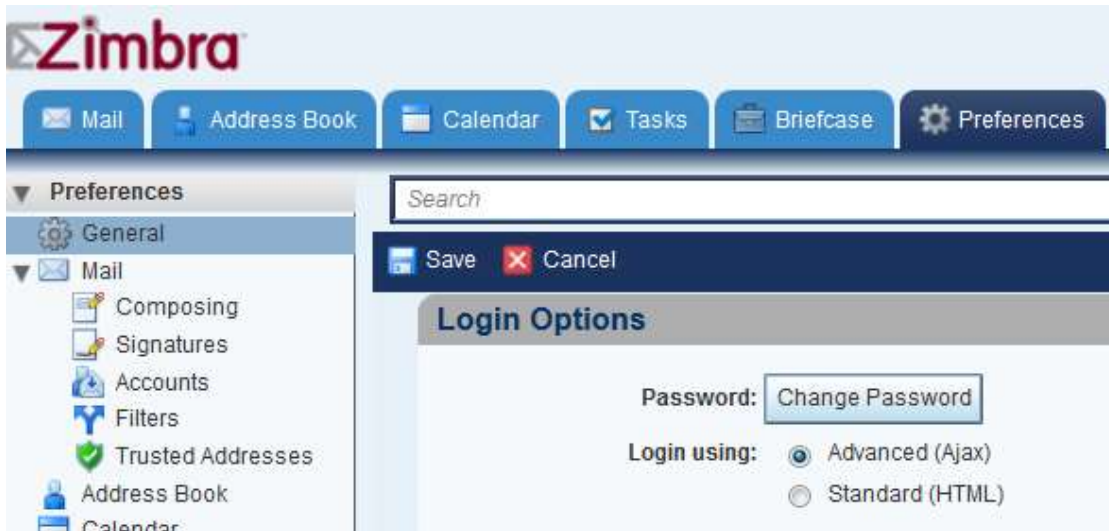 Zimbra
Mail
Address Book
Calendar
Tasks
Briefcase
Preferences
Preferences
General
Mail
Composing
Signatures
Accounts
Filters
Trusted Addresses
Address Book
Calendar
Search
Save
Cancel
Login Options
Password: Change Password
Login using: Advanced (Ajax)
Standard (HTML)